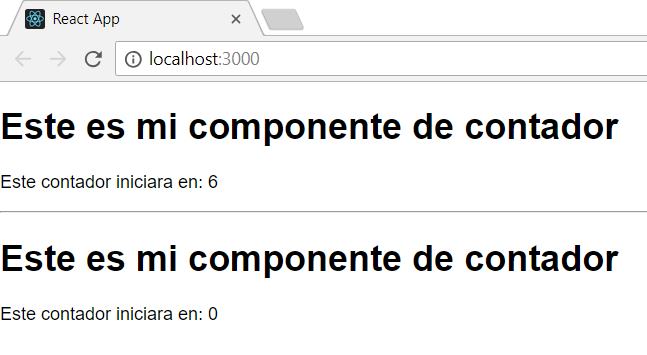 React App
localhost:3000
Este es mi componente de contador
Este contador iniciara en: 6
Este es mi componente de contador
Este contador iniciara en: 0